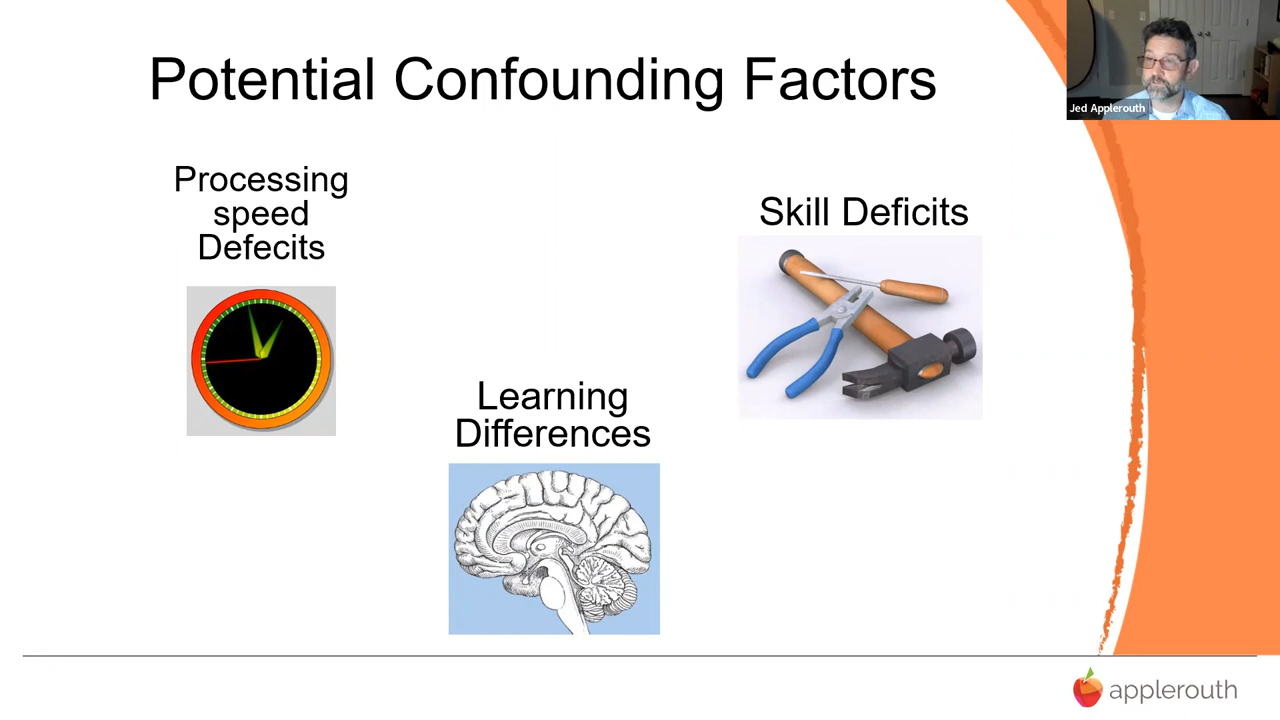 Potential Confounding Factors
Jed Applerouth
Processing
speed
Defecits
Skill Deficits
Learning
Differences
applerouth